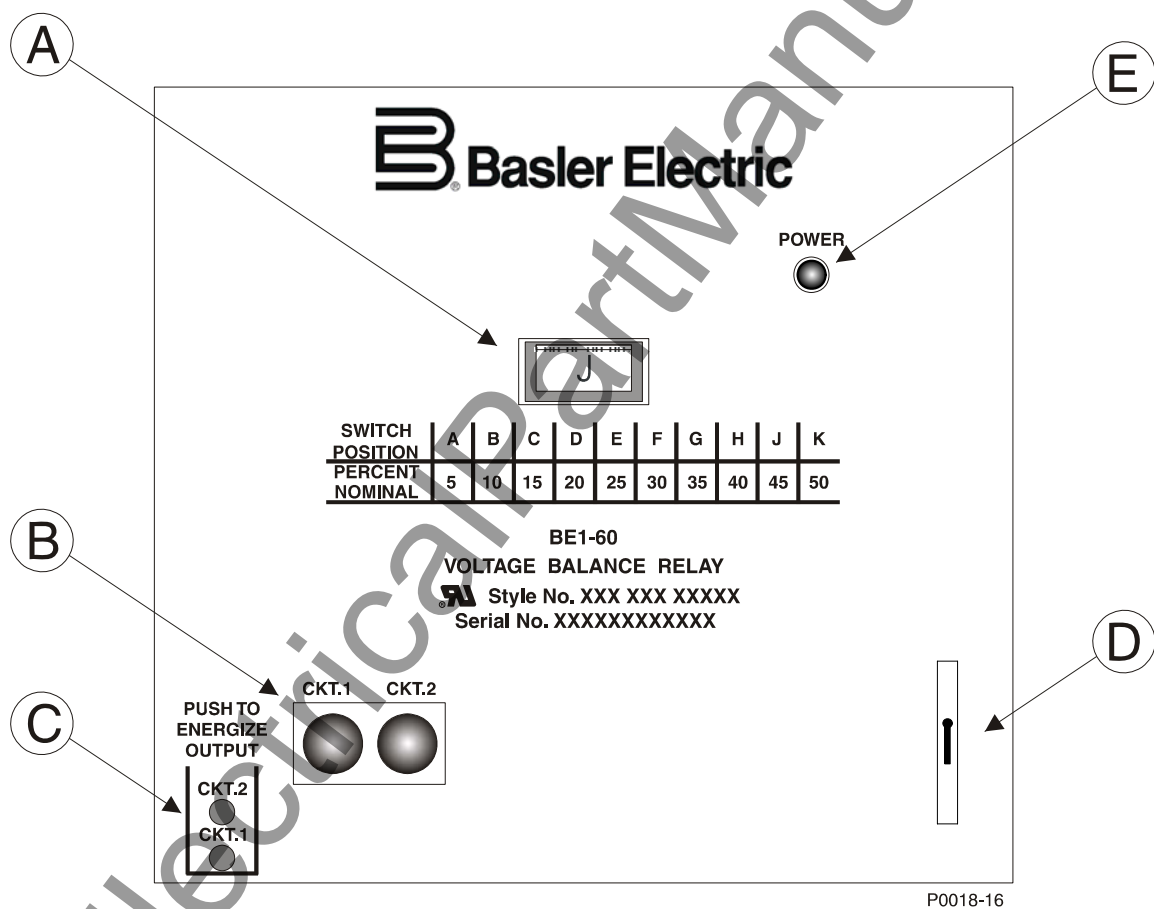 A
E
B® Basler Electric
POWER
J
SWITCH POSITION A B C D E F G H J K
PERCENT NOMINAL 5 10 15 20 25 30 35 40 45 50
BE1-60
VOLTAGE BALANCE RELAY
Style No. XXX XXX XXXXX
Serial No. XXXXXXXXXXXX
B
D
C
CKT.1 CKT.2
PUSH TO
ENERGIZE
OUTPUT
CKT.2
CKT.1
P0018-16
lectricalPartManu